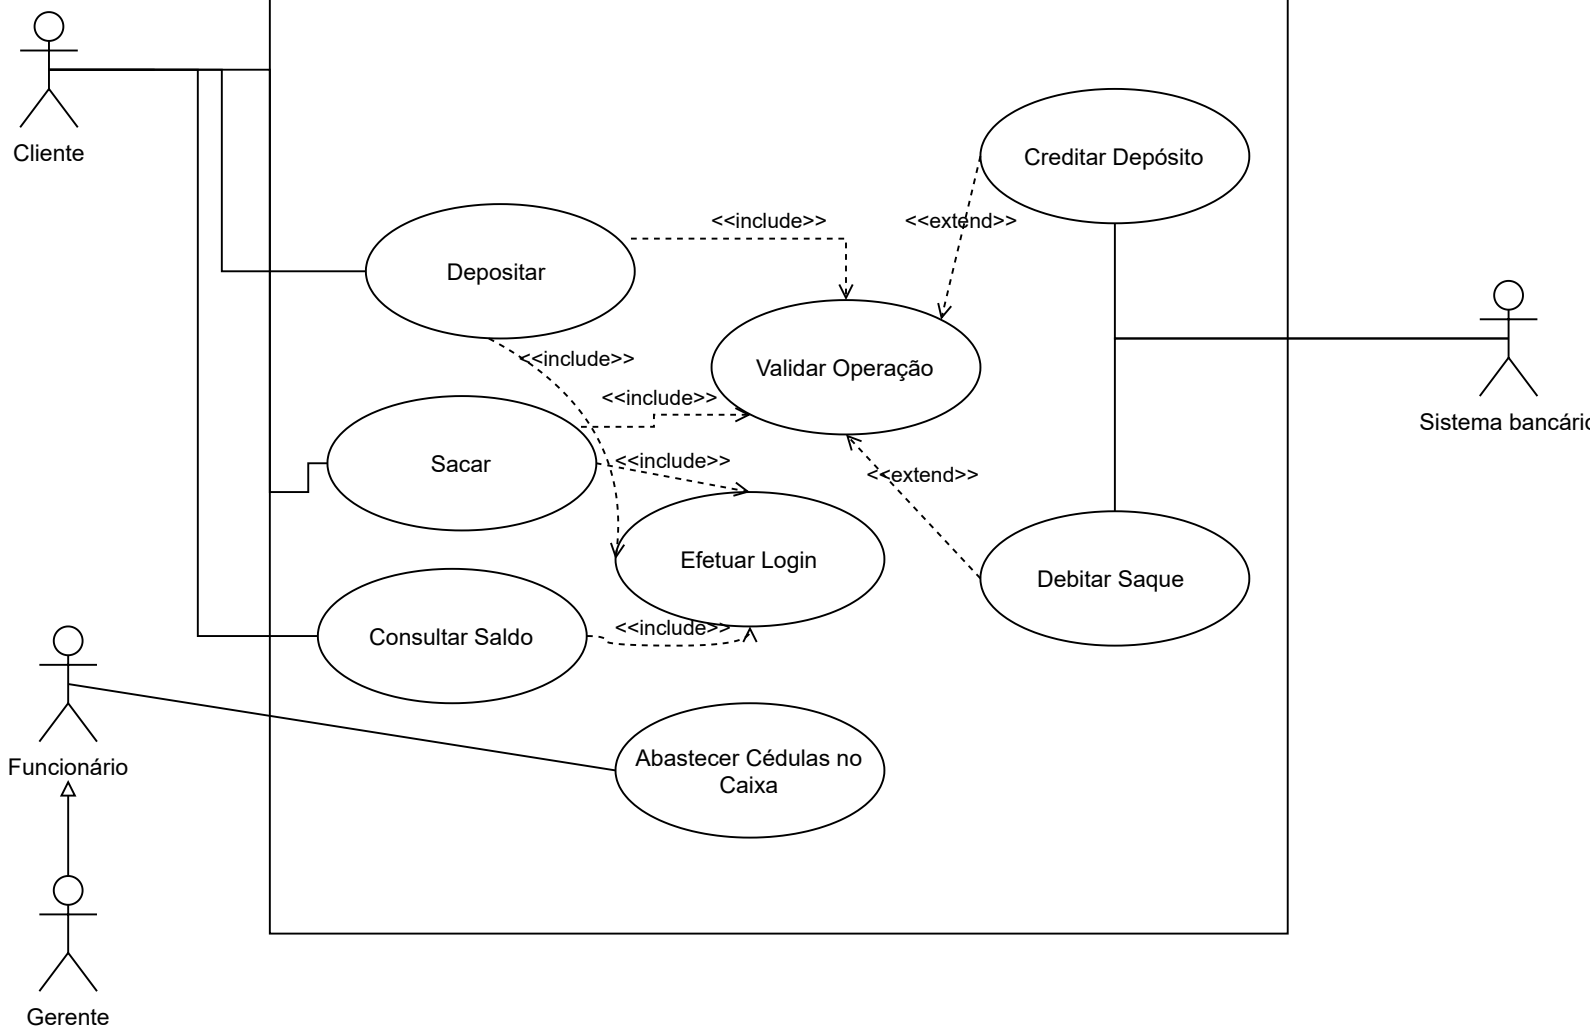 Cliente
Creditar Depósito
<<include>>
<<extend>>
Depositar
<<include>>
Validar Operação
<<include>>
Sistema bancário
Sacar
<<include>>
<<extend>>
Efetuar Login
Debitar Saque
<<include>>
Consultar Saldo
Abastecer Cédulas no
Caixa
Funcionário
Gerente